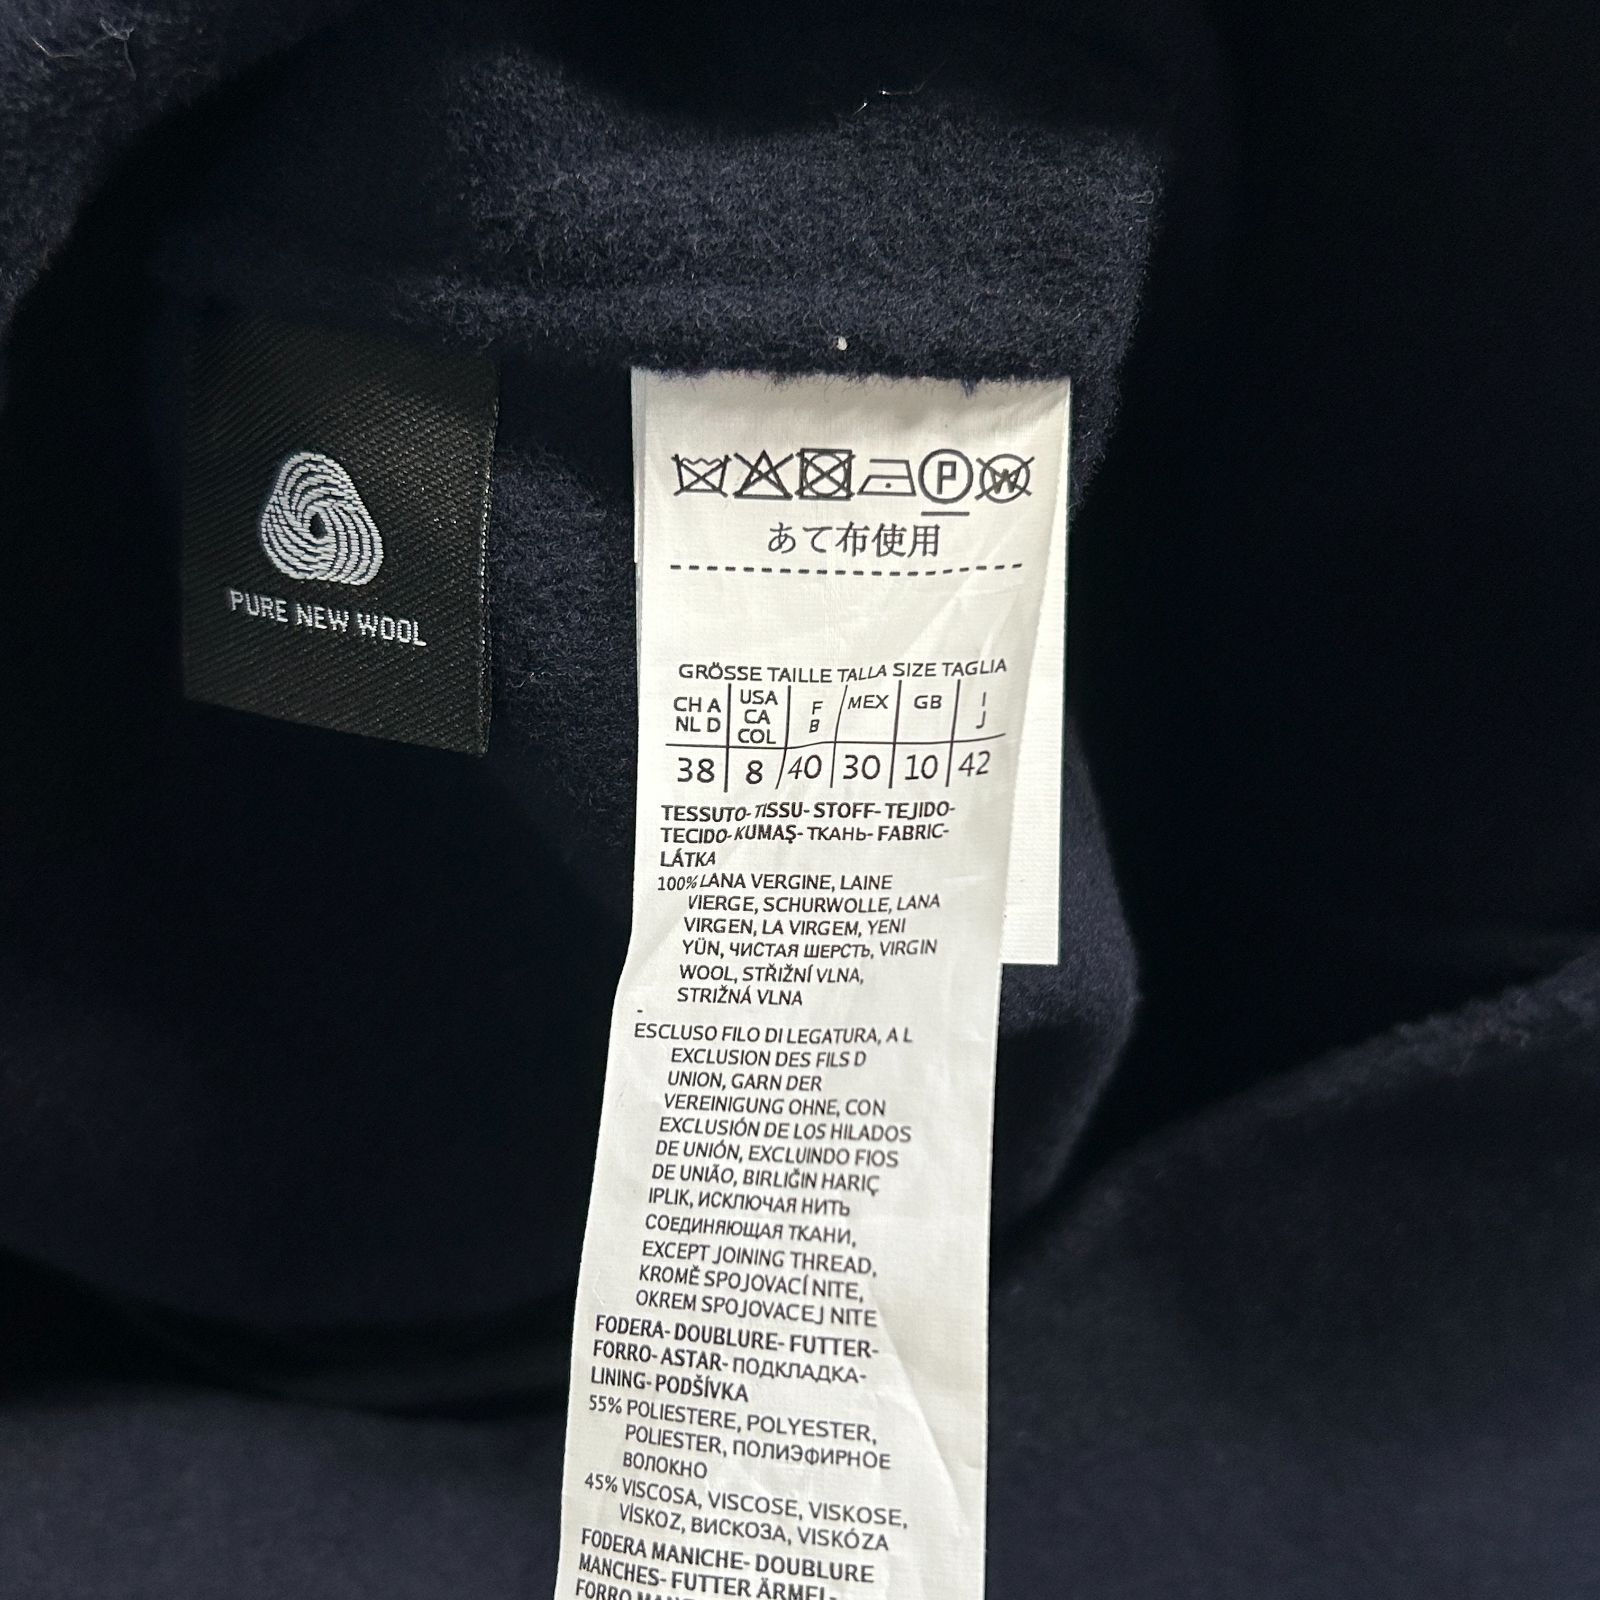 PURE NEW WOOL
P W
あて布使用
GRÖSSE TAILLE TALLA SIZE TAGLIA
CH A NL D USA CA COL F B MEX GB I J
38 8 40 30 10 42
TESSUTO-TISSU-STOFF-TEJIDO-
TECIDO-KUMAŞ-ТКАНЬ-FABRIC-
LÁTKA
100% LANA VERGINE, LAINE
VIERGE, SCHURWOLLE, LANA
VIRGEN, LA VIRGEM, YENI
YÜN, ЧИСТАЯ ШЕРСТЬ, VIRGIN
WOOL, STŘIŽNÍ VLNA,
STRIŽNÁ VLNA
-
ESCLUSO FILO DI LEGATURA, A L
EXCLUSION DES FILS D
UNION, GARN DER
VEREINIGUNG OHNE, CON
EXCLUSIÓN DE LOS HILADOS
DE UNIÓN, EXCLUINDO FIOS
DE UNIÃO, BIRLIĞIN HARIÇ
IPLIK, ИСКЛЮЧАЯ НИТЬ
СОЕДИНЯЮЩАЯ ТКАНИ,
EXCEPT JOINING THREAD,
KROMĚ SPOJOVACÍ NITE,
OKREM SPOJOVACEJ NITE
FODERA-DOUBLURE-FUTTER-
FORRO-ASTAR-ПОДКЛАДКА-
LINING-PODŠÍVKA
55% POLIESTERE, POLYESTER,
POLIESTER, ПОЛИЭФИРНОЕ
ВОЛОКНО
45% VISCOSA, VISCOSE, VISKOSE,
VİSKOZ, ВИСКОЗА, VISKÓZA
FODERA MANICHE-DOUBLURE
MANCHES-FUTTER ÄRMEL-
FORRO